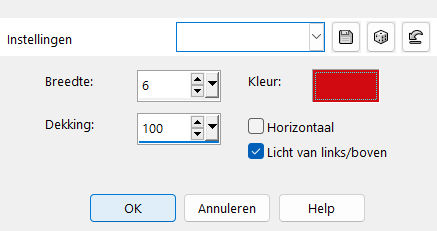 Instellingen
Breedte: 6 Kleur:
Dekking: 100 Horizontaal
Licht van links/boven
OK Annuleren Help